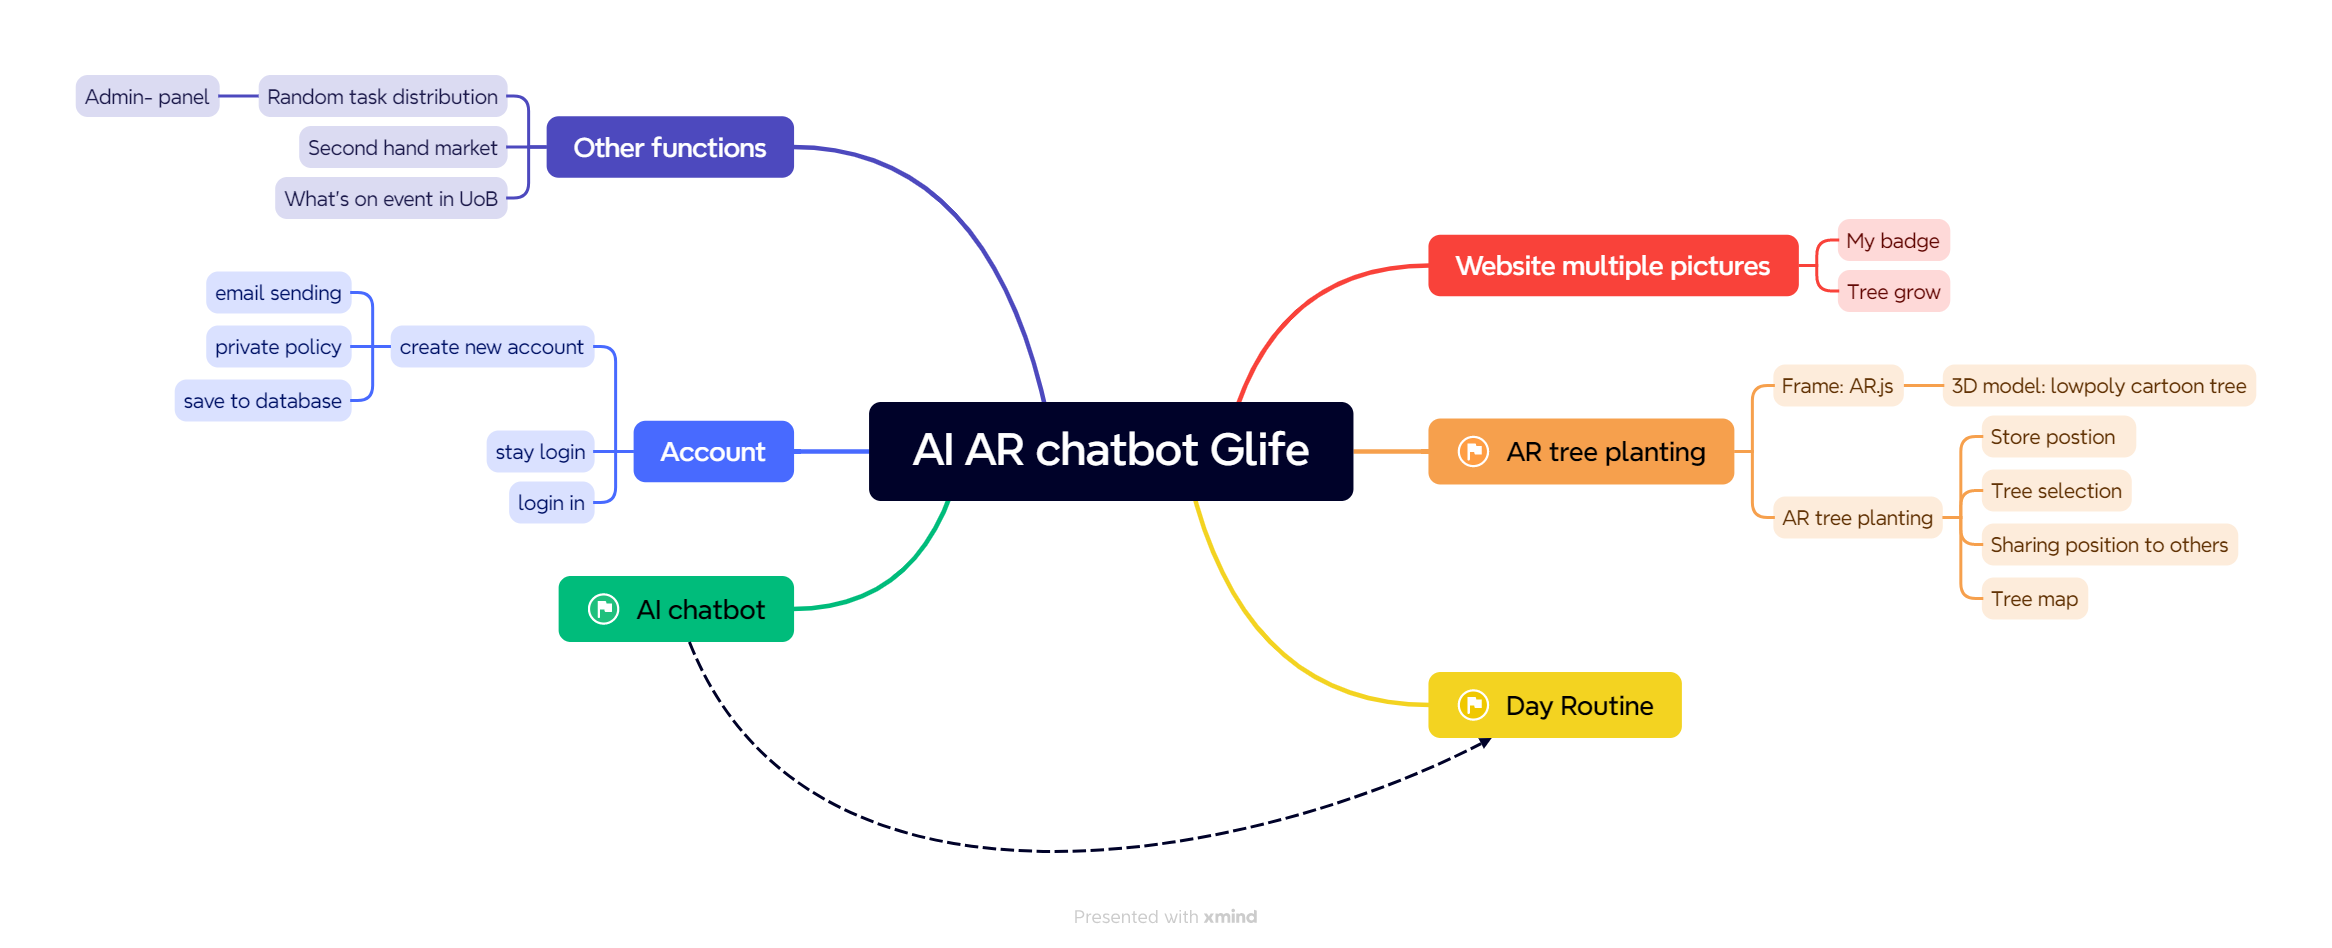 AI AR chatbot Glife
Other functions
Random task distribution
Admin- panel
Second hand market
What's on event in UoB
Account
create new account
email sending
private policy
save to database
stay login
login in
AI chatbot
Website multiple pictures
My badge
Tree grow
AR tree planting
Frame: AR.js
3D model: lowpoly cartoon tree
AR tree planting
Store postion
Tree selection
Sharing position to others
Tree map
Day Routine
Presented with xmind